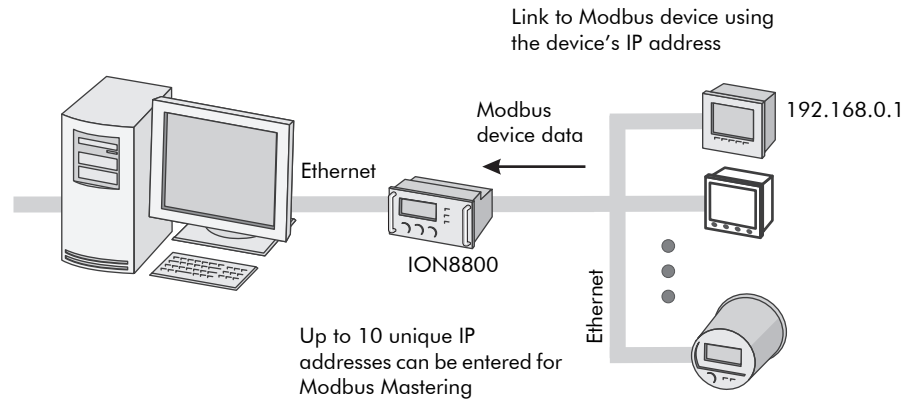 Link to Modbus device using
the device's IP address
192.168.0.1
Modbus
device data
Ethernet
ION8800
Ethernet
Up to 10 unique IP
addresses can be entered for
Modbus Mastering